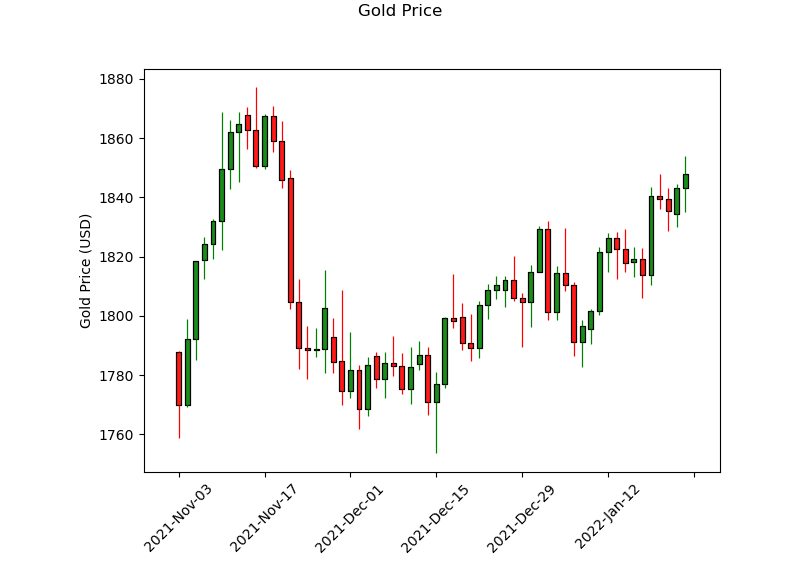 Gold Price
1880
1860
1840
1820
1800
1780
1760
Gold Price (USD)
2021-Nov-03
2021-Nov-17
2021-Dec-01
2021-Dec-15
2021-Dec-29
2022-Jan-12